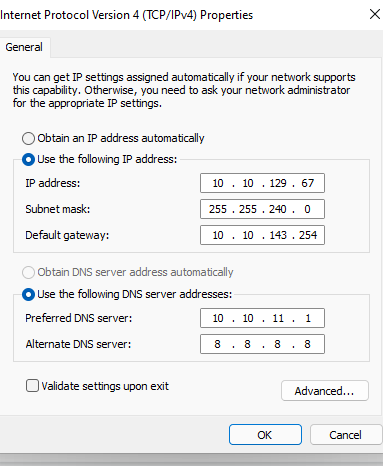 Internet Protocol Version 4 (TCP/IPv4) Properties
General
You can get IP settings assigned automatically if your network supports
this capability. Otherwise, you need to ask your network administrator
for the appropriate IP settings.
Obtain an IP address automatically
Use the following IP address:
IP address: 10 . 10 . 129 . 67
Subnet mask: 255 . 255 . 240 . 0
Default gateway: 10 . 10 . 143 . 254
Obtain DNS server address automatically
Use the following DNS server addresses:
Preferred DNS server: 10 . 10 . 11 . 1
Alternate DNS server: 8 . 8 . 8 . 8
Validate settings upon exit
Advanced...
OK Cancel